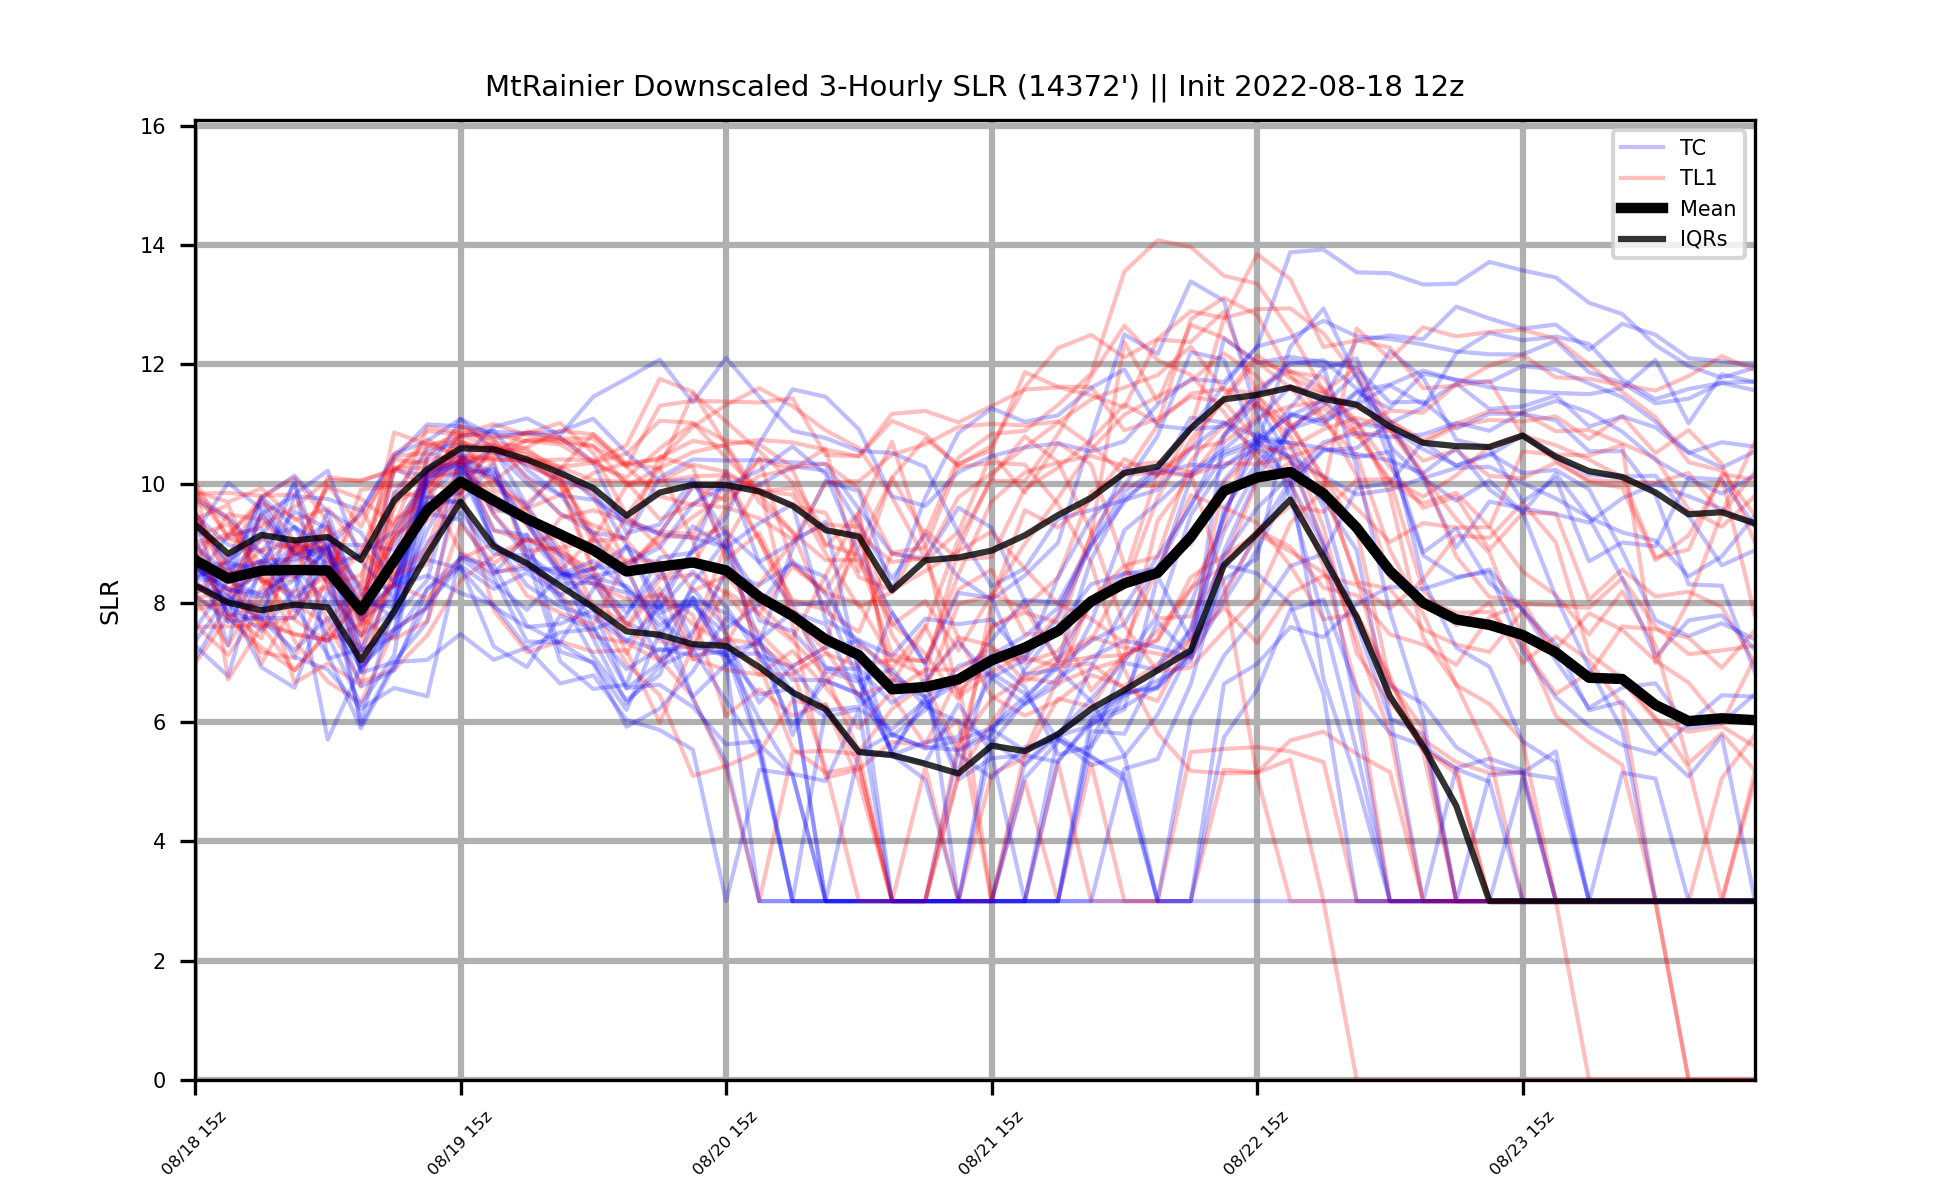 MtRainier Downscaled 3-Hourly SLR (14372') || Init 2022-08-18 12z
16
14
12
10
8
6
4
2
0
SLR
TC
TL1
Mean
IQRs
08/18 15z
08/19 15z
08/20 15z
08/21 15z
08/22 15z
08/23 15z